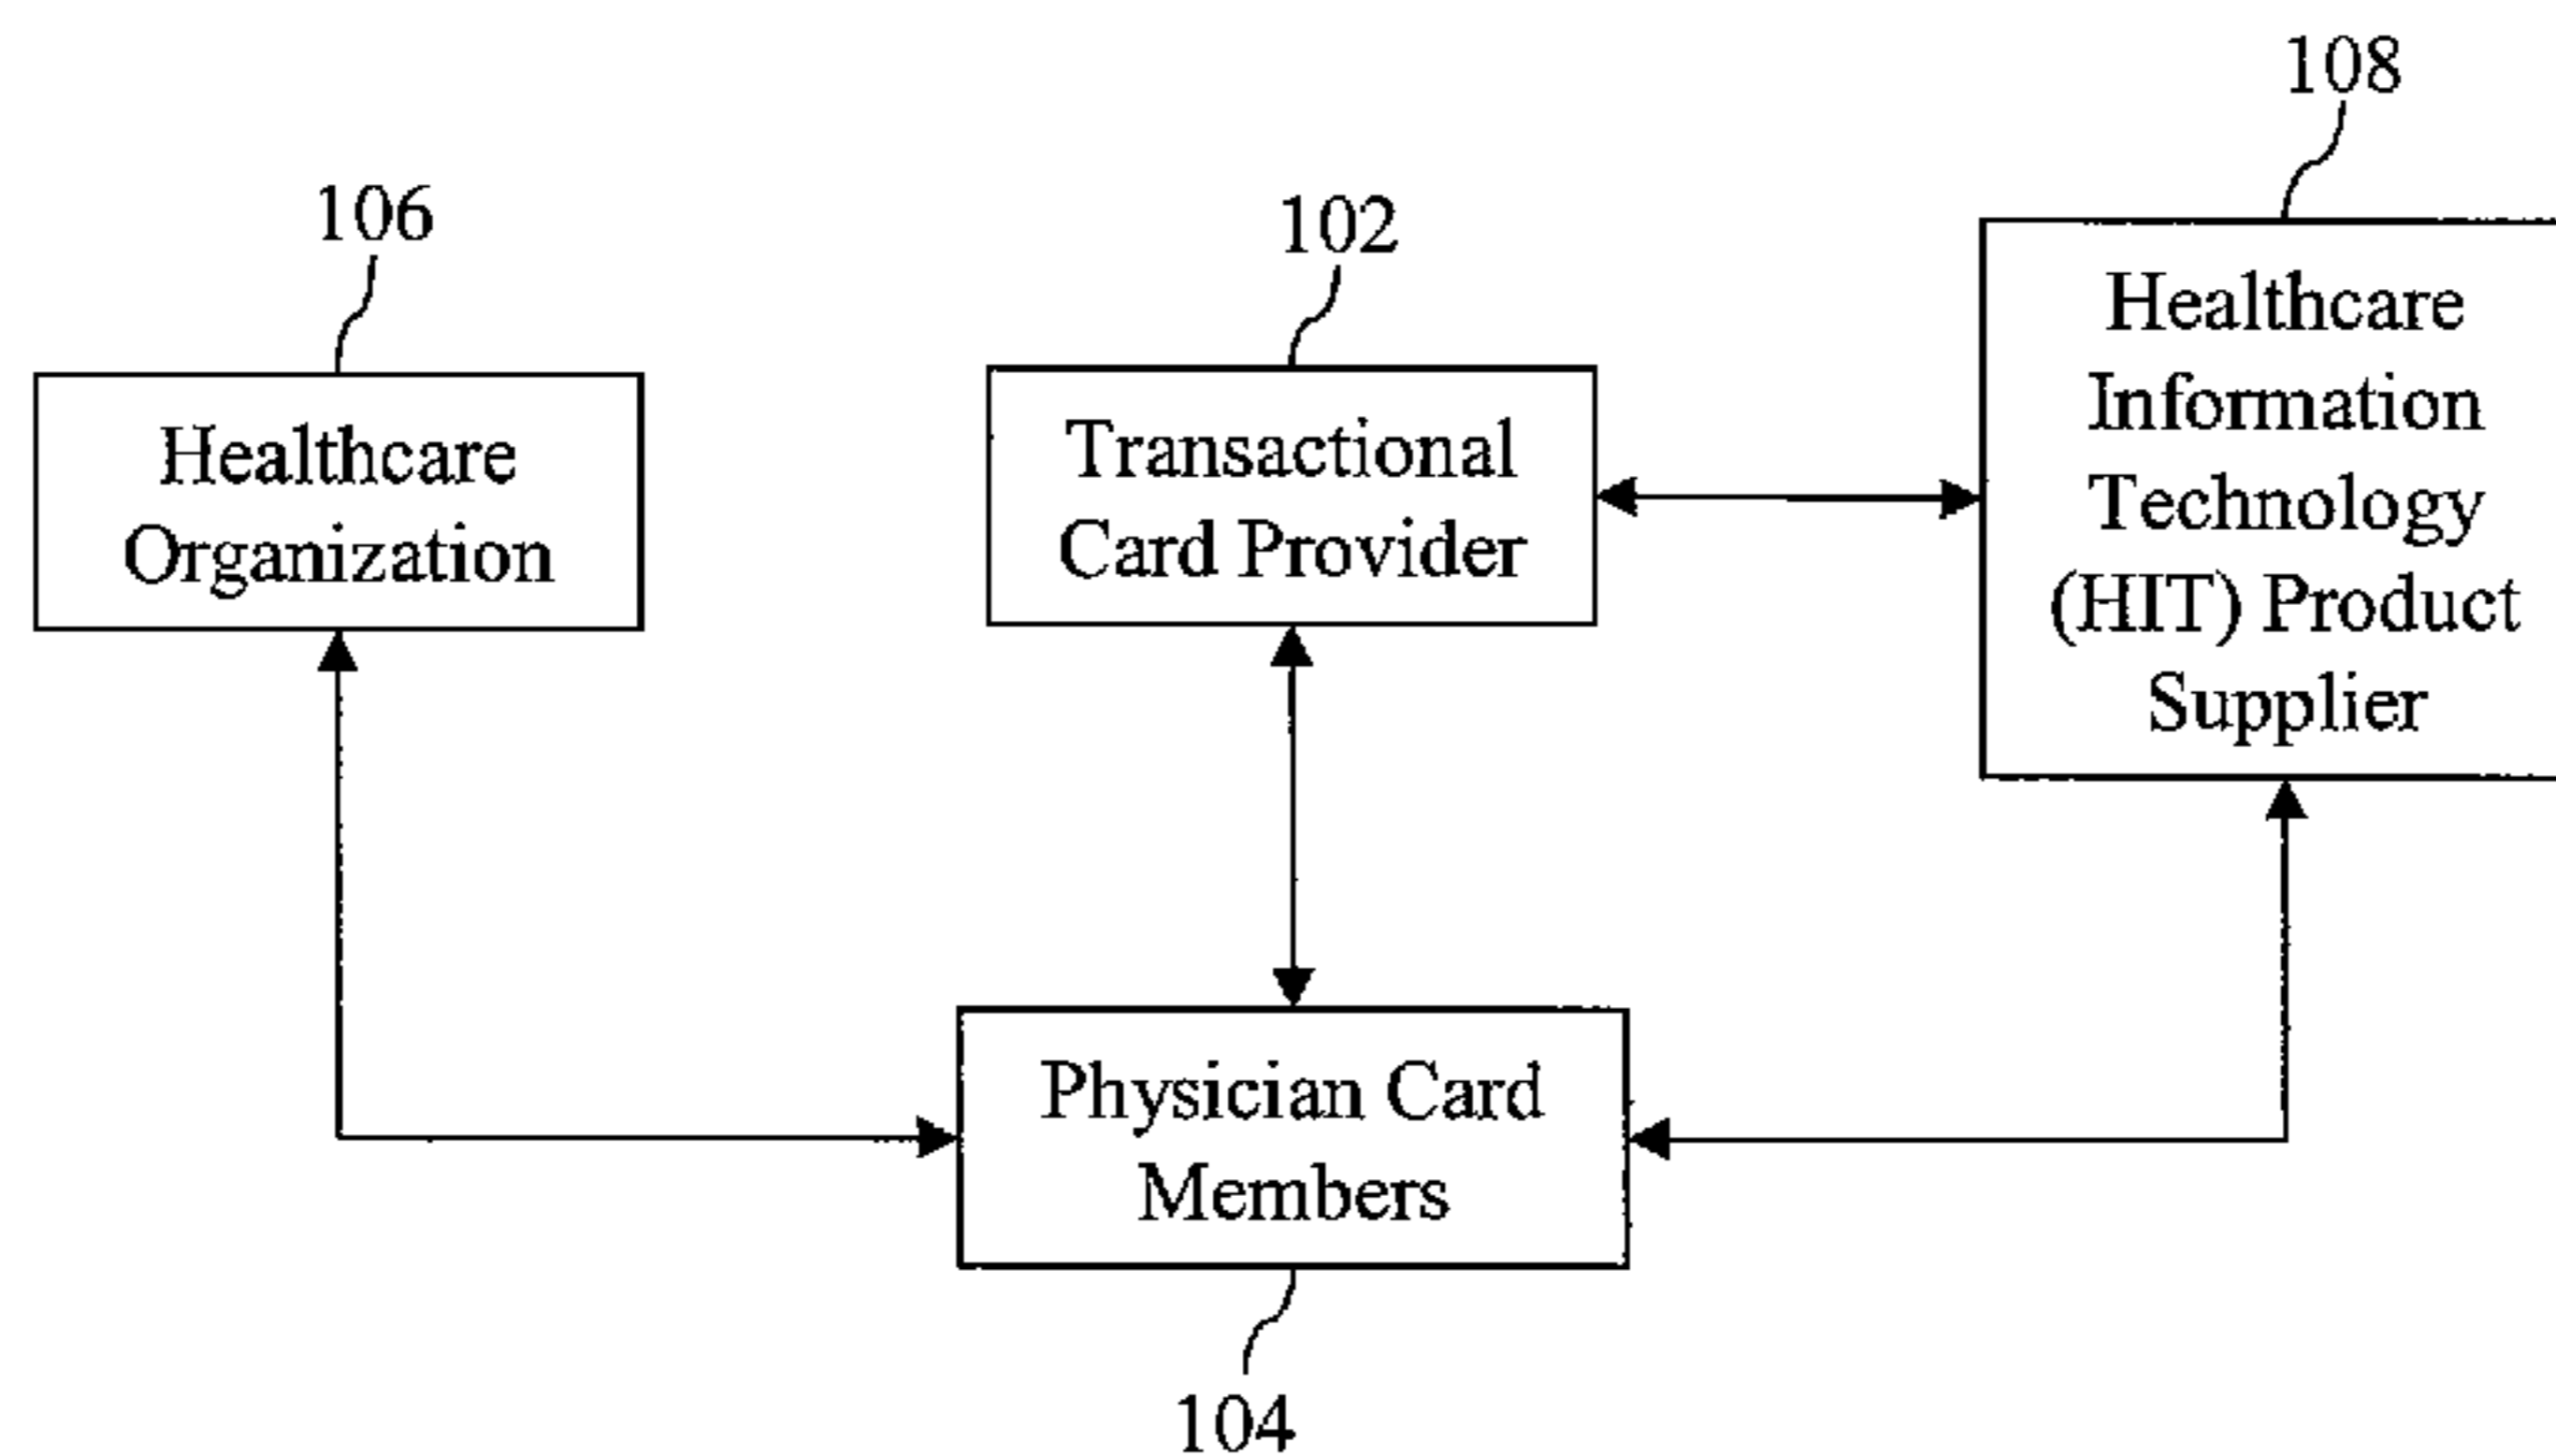 108
106
102
Healthcare
Information
Technology
(HIT) Product
Supplier
Healthcare
Organization
Transactional
Card Provider
Physician Card
Members
104